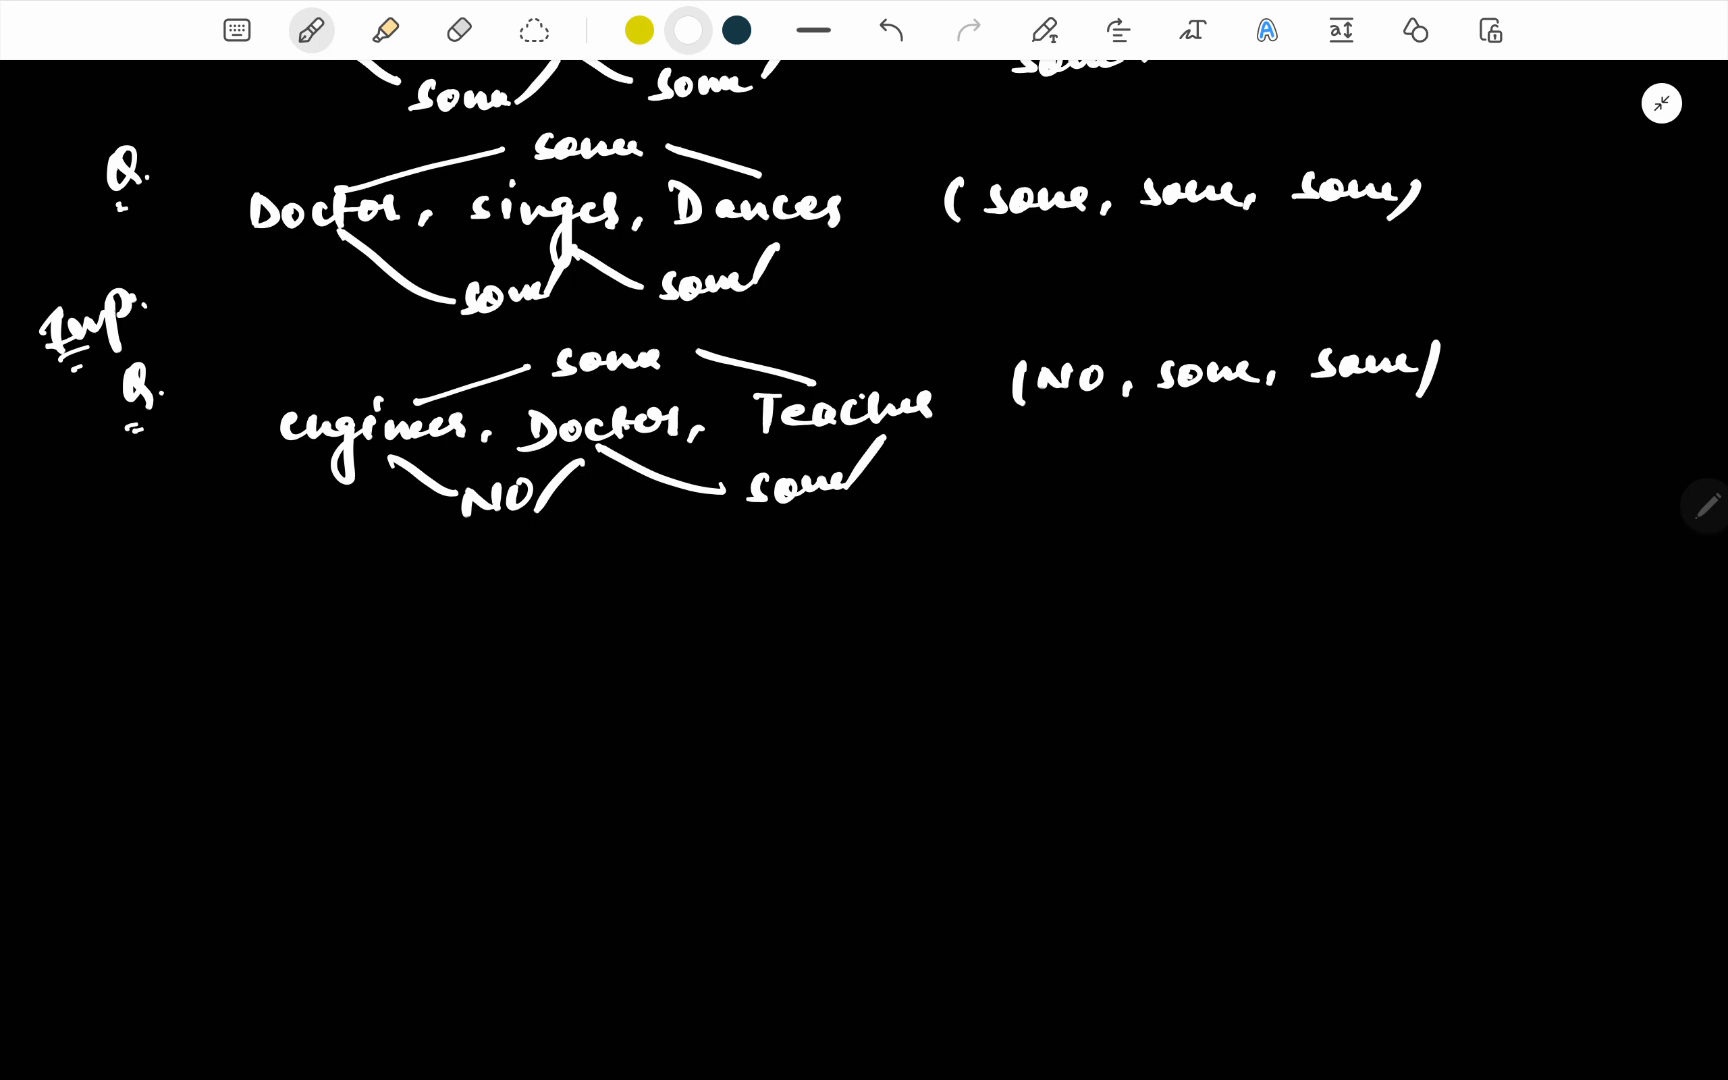 some some
some
Q. Doctor, singer, Dancer (some, some, some)
some some
Imp.
some
Q. engineer, Doctor, Teacher (NO, some, some)
NO some